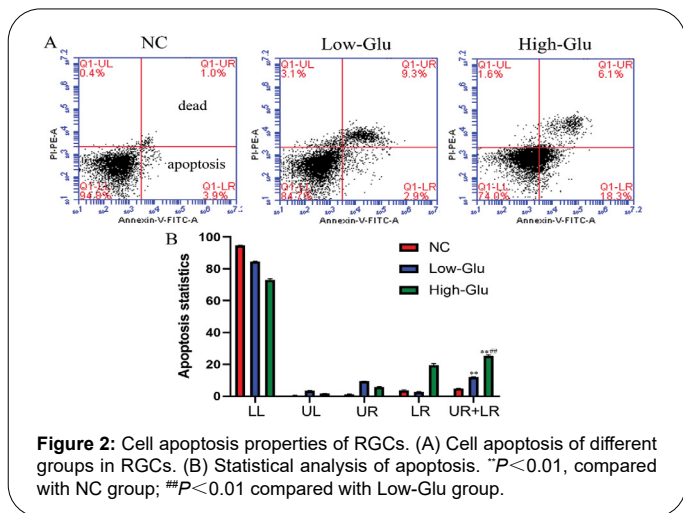 A
NC
Low-Glu
High-Glu
Q1-UL
0.4%
Q1-UR
1.0%
dead
apoptosis
Q1-LR
3.9%
PI-PE-A
Annexin-V-FITC-A
Q1-UL
3.1%
Q1-UR
9.3%
Q1-LR
2.9%
PI-PE-A
Annexin-V-FITC-A
Q1-UL
1.6%
Q1-UR
6.1%
74.0%
Q1-LR
18.3%
PI-PE-A
Annexin-V-FITC-A
B
Apoptosis statistics
100
80
60
40
20
0
NC
Low-Glu
High-Glu
**
**##
LL UL UR LR UR+LR
Figure 2: Cell apoptosis properties of RGCs. (A) Cell apoptosis of different
groups in RGCs. (B) Statistical analysis of apoptosis. **P<0.01, compared
with NC group; ##P<0.01 compared with Low-Glu group.